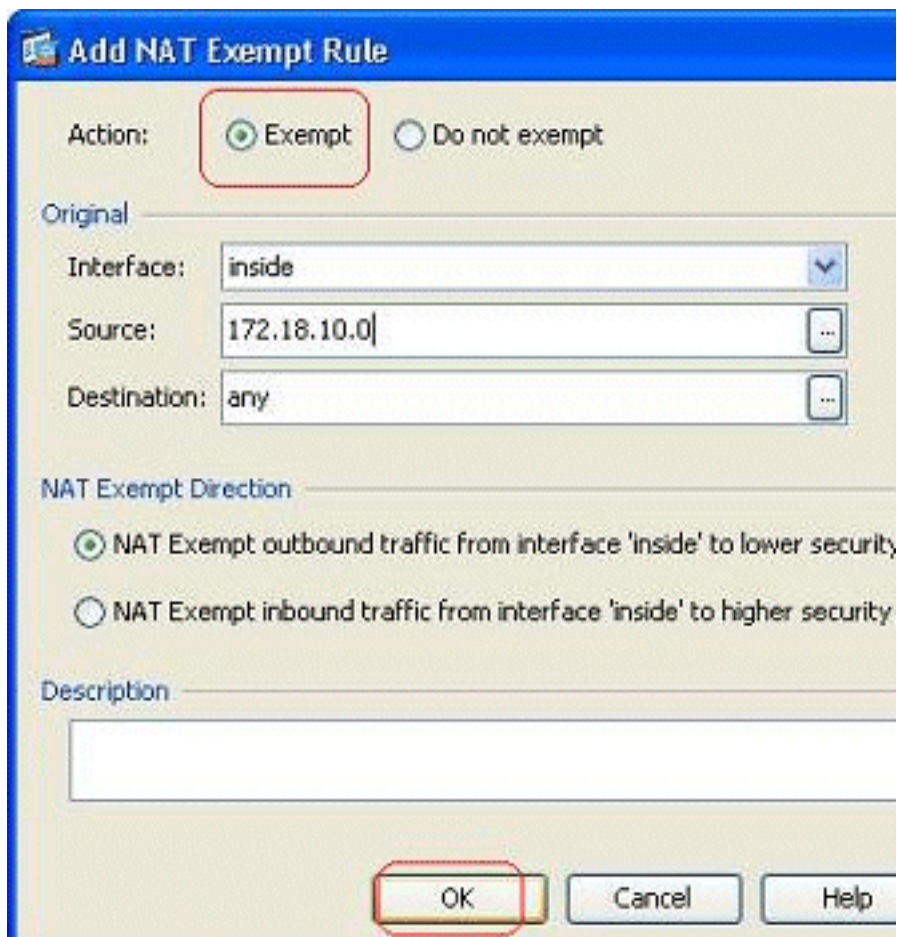 Add NAT Exempt Rule
Action: Exempt Do not exempt
Original
Interface: inside
Source: 172.18.10.0 ...
Destination: any ...
NAT Exempt Direction
NAT Exempt outbound traffic from interface 'inside' to lower security
NAT Exempt inbound traffic from interface 'inside' to higher security
Description
OK Cancel Help